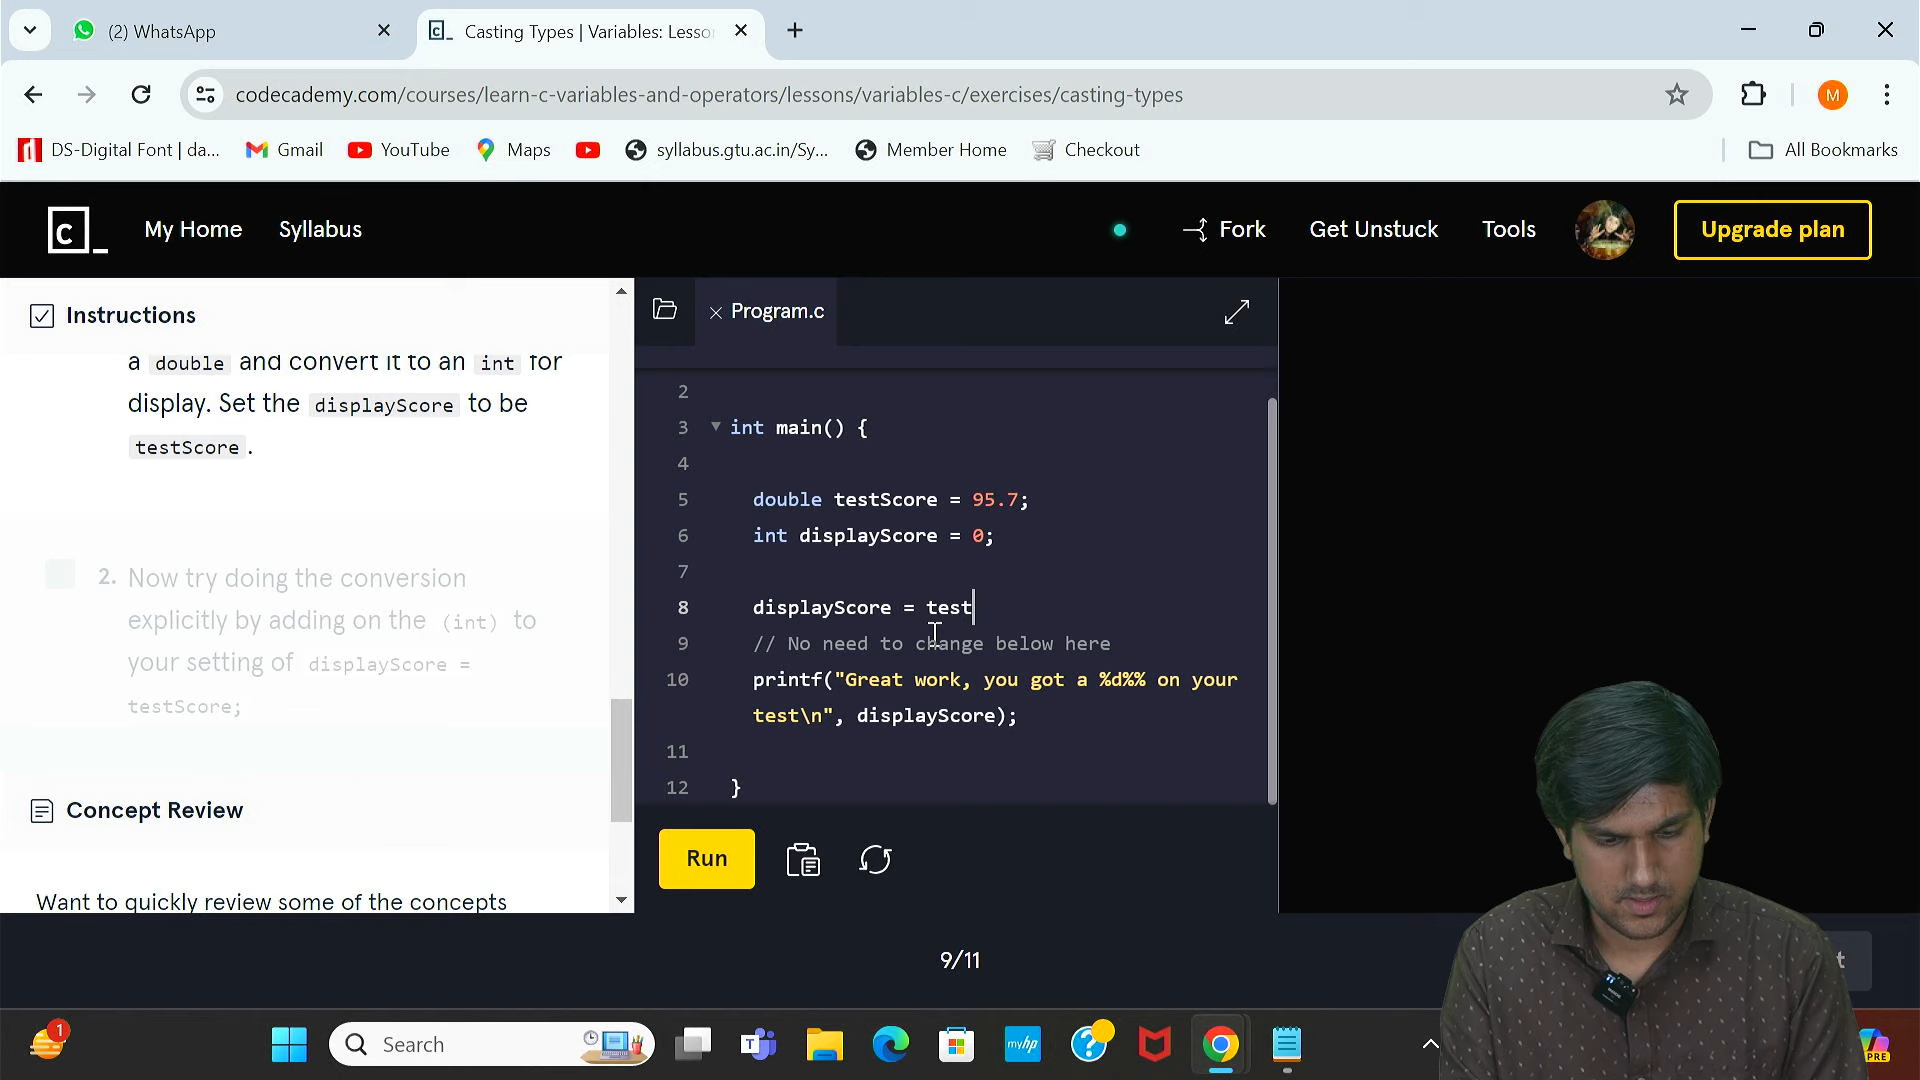 (2) WhatsApp
Casting Types | Variables: Lesso
codecademy.com/courses/learn-c-variables-and-operators/lessons/variables-c/exercises/casting-types
M
DS-Digital Font | da...
Gmail
YouTube
Maps
syllabus.gtu.ac.in/Sy...
Member Home
Checkout
All Bookmarks
c
My Home
Syllabus
Fork
Get Unstuck
Tools
Upgrade plan
Instructions
a double and convert it to an int for
display. Set the displayScore to be
testScore.
2. Now try doing the conversion
explicitly by adding on the (int) to
your setting of displayScore =
testScore;
Concept Review
Want to quickly review some of the concepts
Program.c
2
3 int main() {
4
5 double testScore = 95.7;
6 int displayScore = 0;
7
8 displayScore = test
9 // No need to change below here
10 printf("Great work, you got a %d%% on your
test\n", displayScore);
11
12 }
Run
9/11
t
1
Search
myhp
PRE